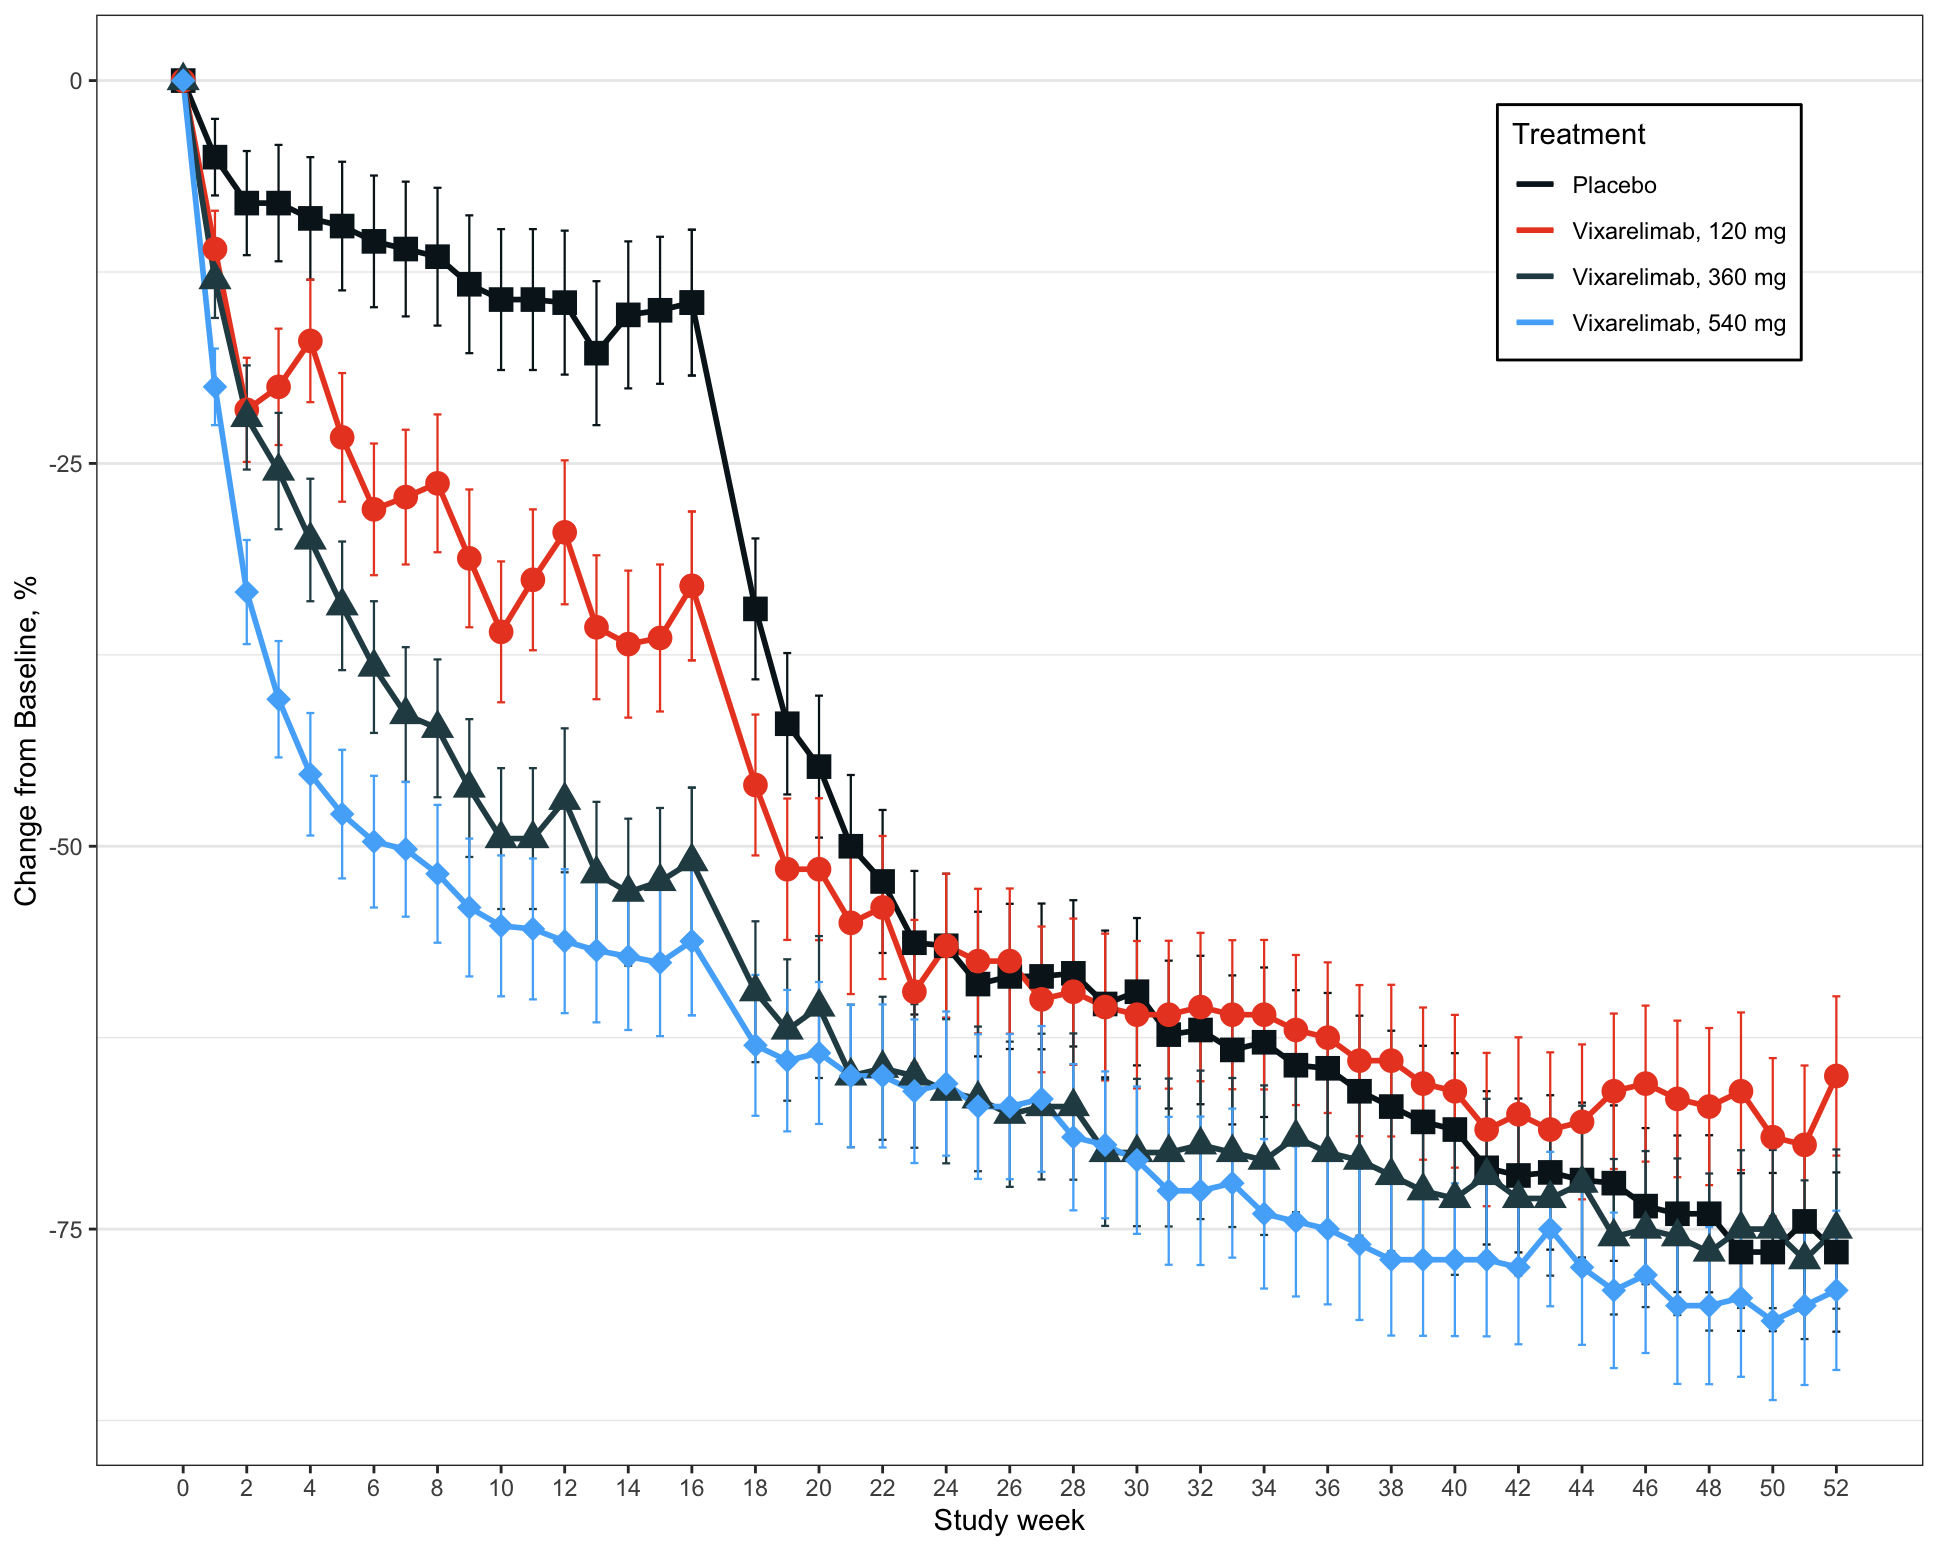 Treatment
Placebo
Vixarelimab, 120 mg
Vixarelimab, 360 mg
Vixarelimab, 540 mg
Change from Baseline, %
0
-25
-50
-75
0 2 4 6 8 10 12 14 16 18 20 22 24 26 28 30 32 34 36 38 40 42 44 46 48 50 52
Study week